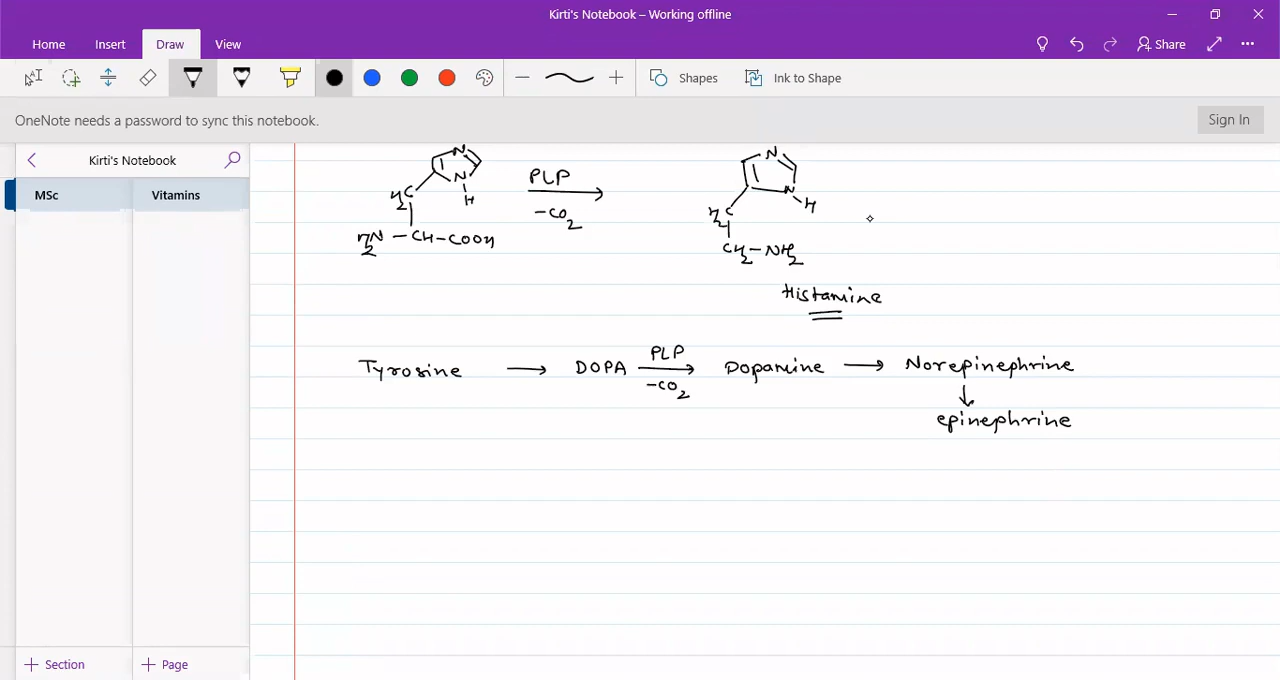 Kirti's Notebook – Working offline
Home Insert Draw View
Share
Shapes Ink to Shape
OneNote needs a password to sync this notebook. Sign In
Kirti's Notebook
MSc Vitamins
N
N
H
H2C
H2N – CH – COOH
PLP
–CO2
N
N
H
H2C
CH2 – NH2
Histamine
Tyrosine → DOPA PLP → –CO2 Dopamine → Norepinephrine
↓
epinephrine
+ Section + Page